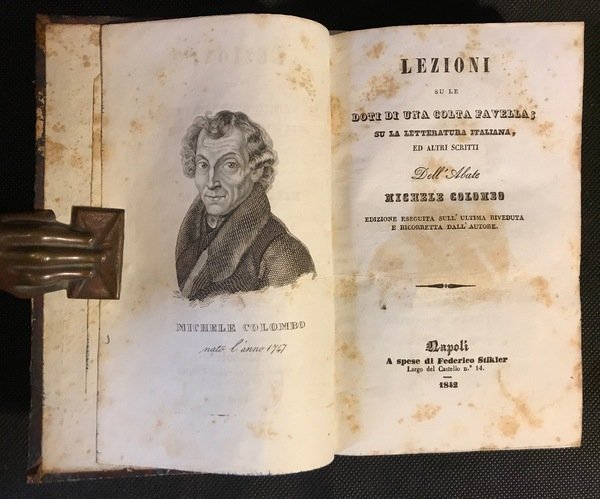 MICHELE COLOMBO
nato l'anno 1747
LEZIONI
SU LE
DOTI DI UNA COLTA FAVELLA;
SU LA LETTERATURA ITALIANA,
ED ALTRI SCRITTI
Dell'Abate
MICHELE COLOMBO
EDIZIONE ESEGUITA SULL' ULTIMA RIVEDUTA
E RICORRETTA DALL' AUTORE.
Napoli
A spese di Federico Stikler
Largo del Castello n.° 14.
1842